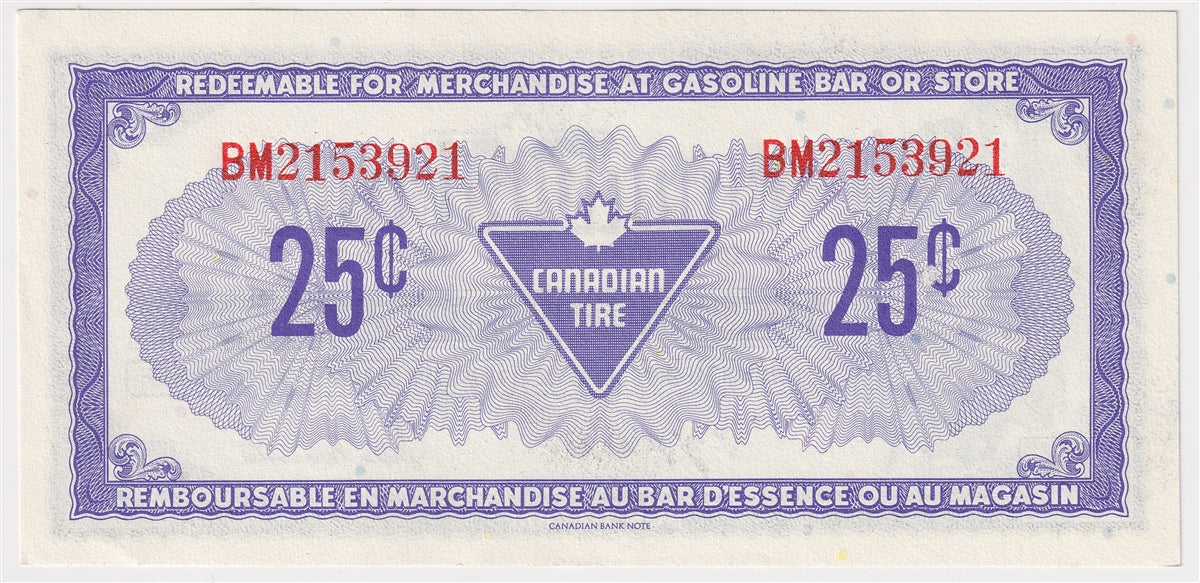 REDEEMABLE FOR MERCHANDISE AT GASOLINE BAR OR STORE
BM2153921 BM2153921
25¢ 25¢
CANADIAN
TIRE
REMBOURSABLE EN MARCHANDISE AU BAR D'ESSENCE OU AU MAGASIN
CANADIAN BANK NOTE